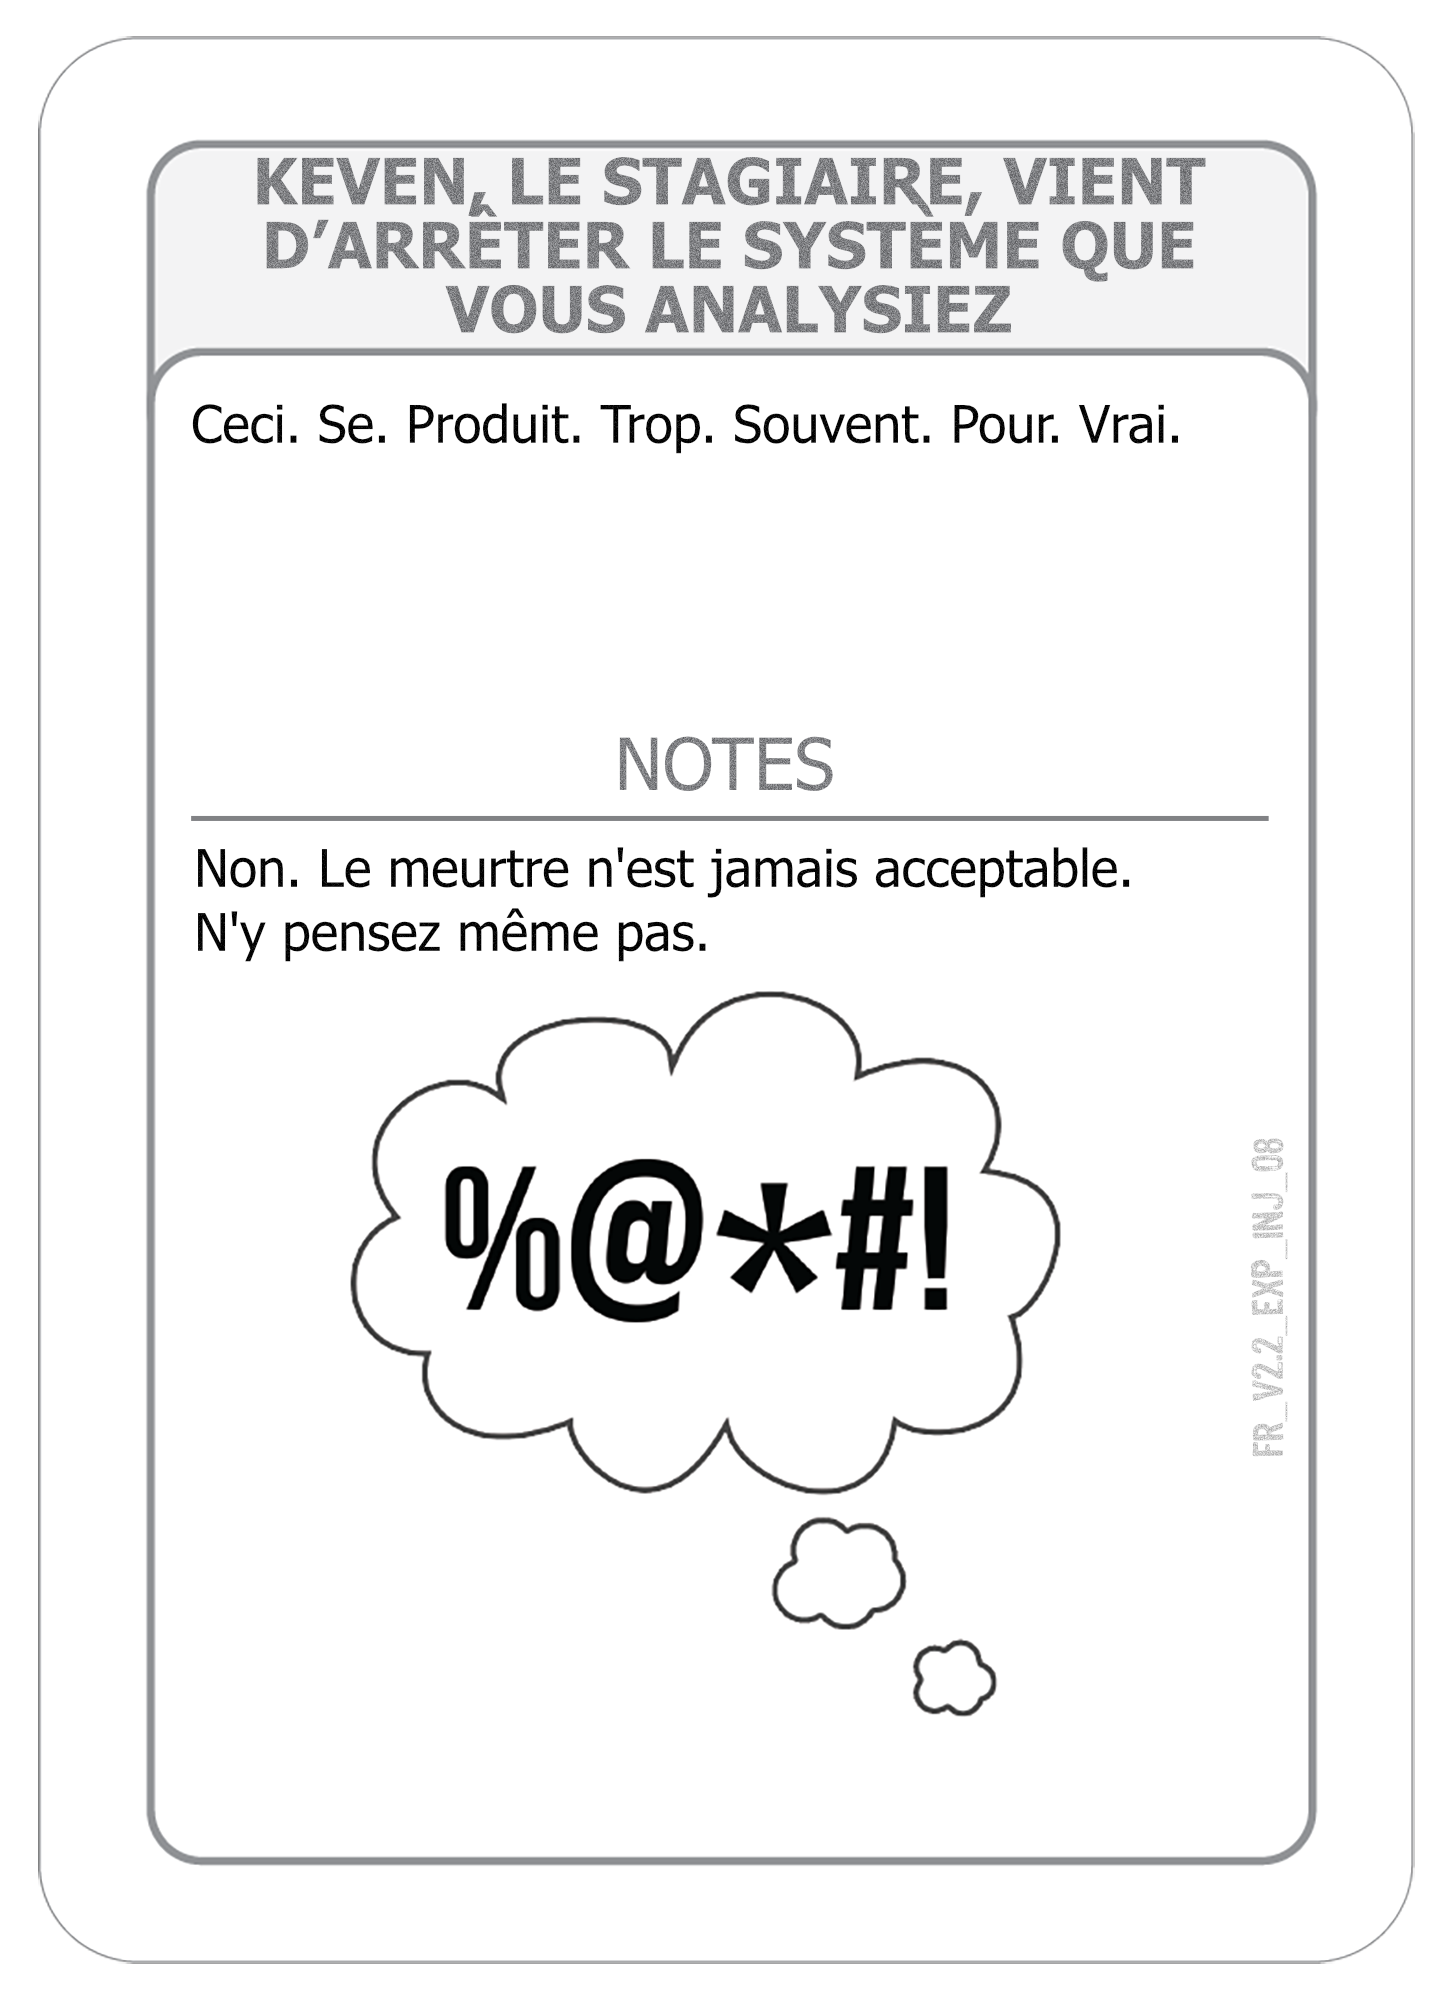 KEVEN, LE STAGIAIRE, VIENT
D’ARRÊTER LE SYSTÈME QUE
VOUS ANALYSIEZ
Ceci. Se. Produit. Trop. Souvent. Pour. Vrai.
NOTES
Non. Le meurtre n'est jamais acceptable.
N'y pensez même pas.
%@*#!
FR_V2.2_EXP_INJ_08